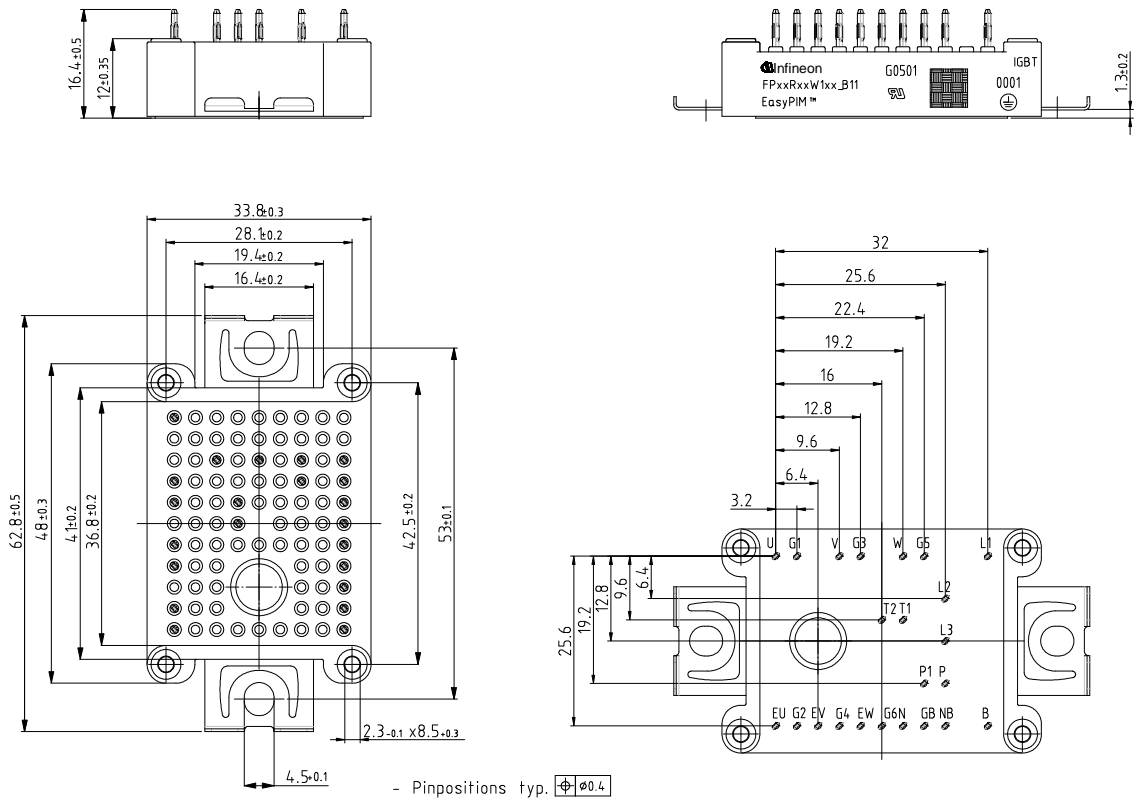 16.4±0.5
12±0.35
infineon
FPxxRxxW1xx_B11
EasyPIM™
G0501
IGBT
0001
1.3±0.2
33.8±0.3
28.1±0.2
19.4±0.2
16.4±0.2
62.8±0.5
48±0.3
41±0.2
36.8±0.2
42.5±0.2
53±0.1
2.3-0.1 x8.5+0.3
4.5+0.1
32
25.6
22.4
19.2
16
12.8
9.6
6.4
3.2
U G1 V G3 W G5 L1
L2
T2 T1
L3
P1 P
EU G2 EV G4 EW G6 N GB NB B
6.4
9.6
12.8
19.2
25.6
- Pinpositions typ. ⌖ ø0.4